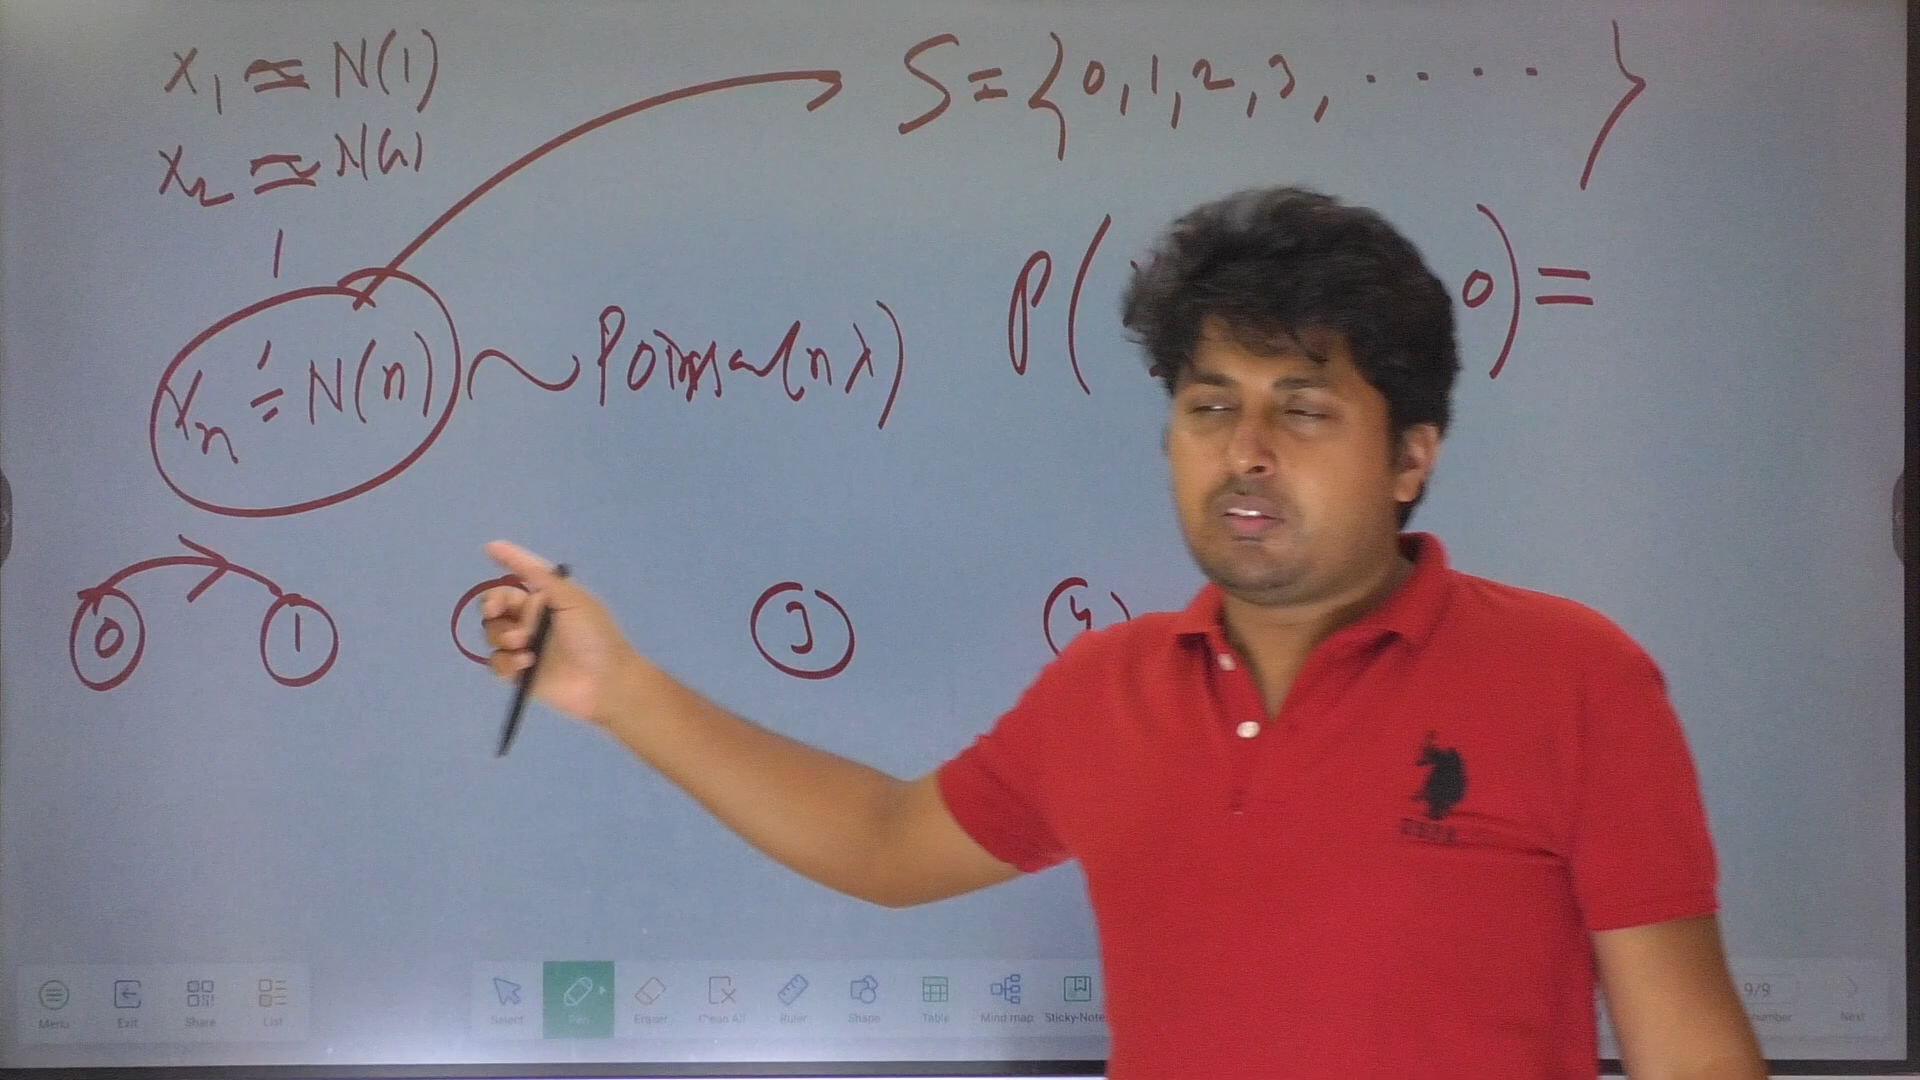 X₁ ≃ N(1)
X₂ ≃ N(2)
S = {0, 1, 2, 3, ..... }
P( 0) =
Xₙ = N(n) ~ Poisson(nλ)
0 1 3 4
Menu Exit Share List
Select Pen Eraser Clean All Ruler Shape Table Mind map Sticky-Note
9/9
number Next